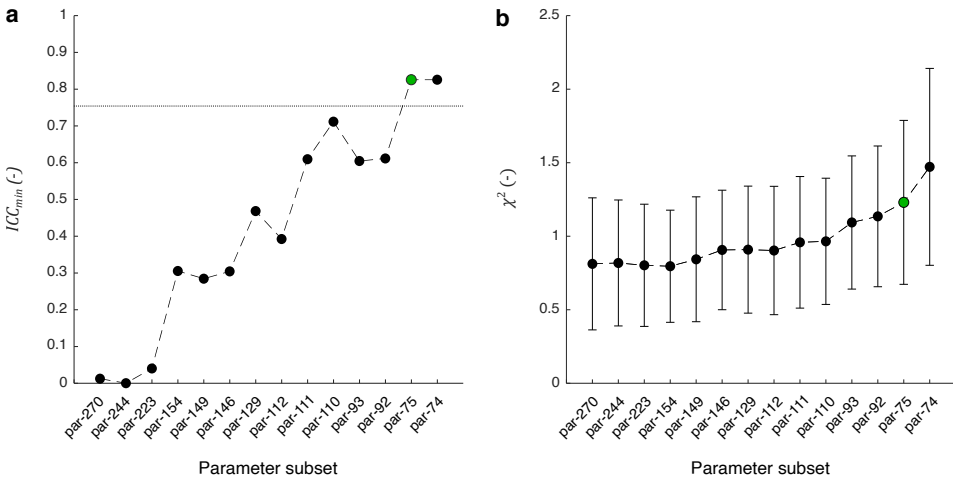 a
1
0.9
0.8
0.7
0.6
0.5
0.4
0.3
0.2
0.1
0
ICCmin (-)
par-270
par-244
par-223
par-154
par-149
par-146
par-129
par-112
par-111
par-110
par-93
par-92
par-75
par-74
Parameter subset
b
2.5
2
1.5
1
0.5
0
χ² (-)
par-270
par-244
par-223
par-154
par-149
par-146
par-129
par-112
par-111
par-110
par-93
par-92
par-75
par-74
Parameter subset